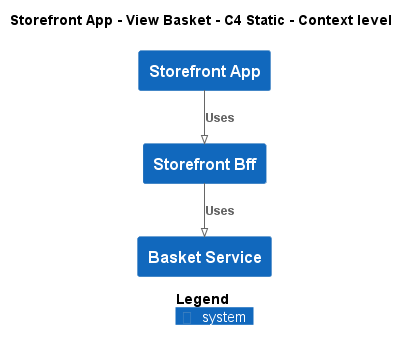 Storefront App - View Basket - C4 Static - Context level
Storefront App
Uses
Storefront Bff
Uses
Basket Service
Legend
system